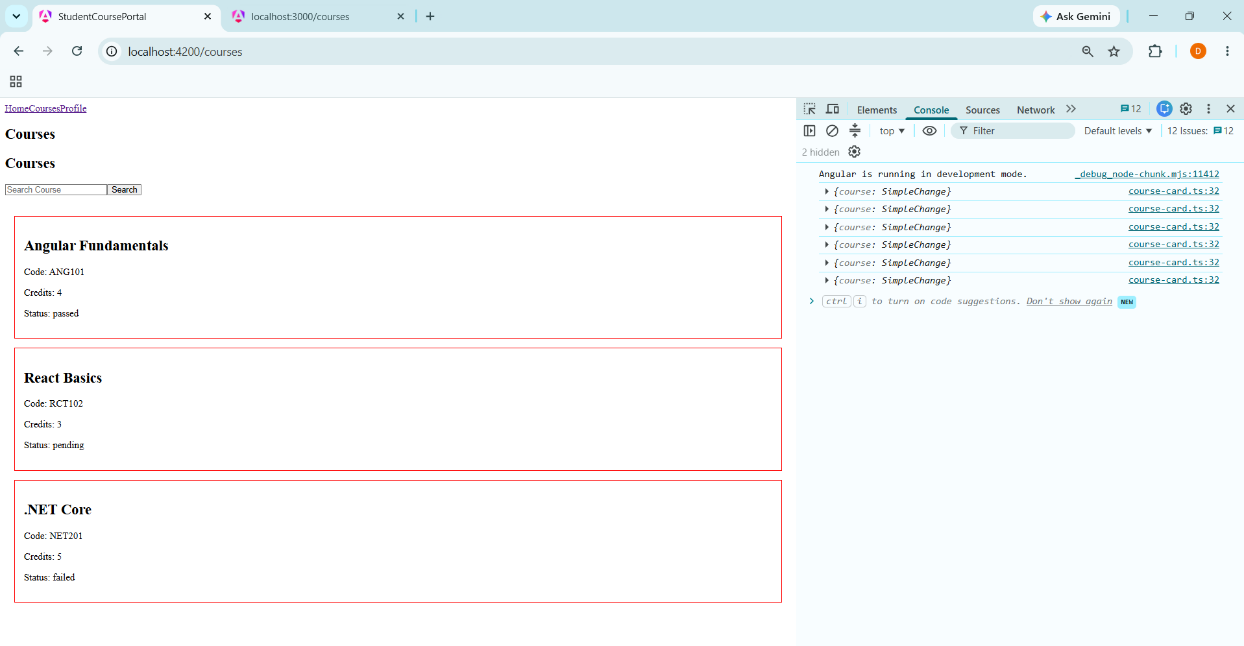 StudentCoursePortal
localhost:3000/courses
Ask Gemini
localhost:4200/courses
D
HomeCoursesProfile
Courses
Courses
Search Course Search
Angular Fundamentals
Code: ANG101
Credits: 4
Status: passed
React Basics
Code: RCT102
Credits: 3
Status: pending
.NET Core
Code: NET201
Credits: 5
Status: failed
Elements Console Sources Network 12
top Filter Default levels 12 Issues: 12
2 hidden
Angular is running in development mode. _debug_node-chunk.mjs:11412
{course: SimpleChange} course-card.ts:32
{course: SimpleChange} course-card.ts:32
{course: SimpleChange} course-card.ts:32
{course: SimpleChange} course-card.ts:32
{course: SimpleChange} course-card.ts:32
{course: SimpleChange} course-card.ts:32
ctrl i to turn on code suggestions. Don't show again NEW